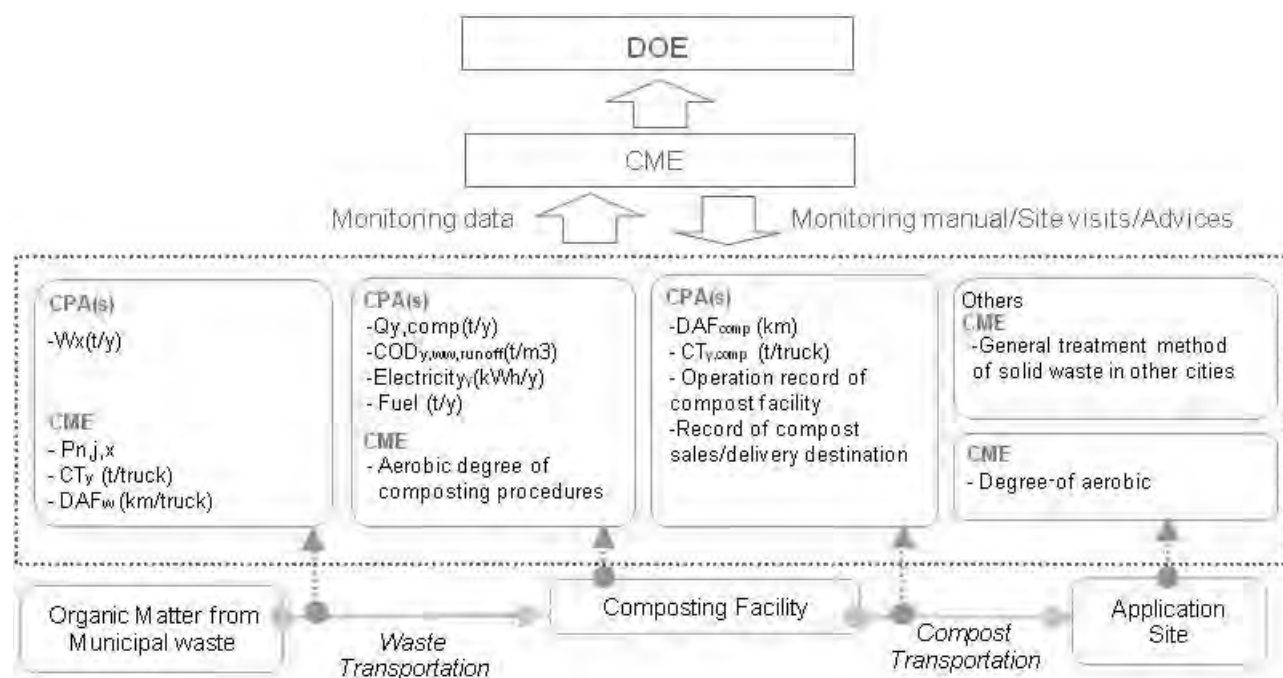 DOE
CME
Monitoring data
Monitoring manual/Site visits/Advices
CPA(s)
-Wx(t/y)
CME
- Pn,j,x
- CTy (t/truck)
- DAFw (km/truck)
CPA(s)
-Qy,comp(t/y)
-CODy,ww,runoff(t/m3)
-Electricityy(kWh/y)
- Fuel (t/y)
CME
- Aerobic degree of
composting procedures
CPA(s)
-DAFcomp (km)
- CTy,comp (t/truck)
- Operation record of
compost facility
-Record of compost
sales/delivery destination
Others
CME
-General treatment method
of solid waste in other cities
CME
- Degree-of aerobic
Organic Matter from
Municipal waste
Waste
Transportation
Composting Facility
Compost
Transportation
Application
Site